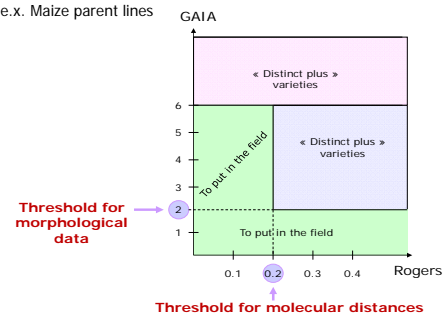 e.x. Maize parent lines
GAIA
« Distinct plus »
varieties
6
5
4
3
2
1
« Distinct plus »
varieties
To put in the field
Threshold for
morphological
data
To put in the field
0.1
0.2
0.3
0.4
Rogers
Threshold for molecular distances